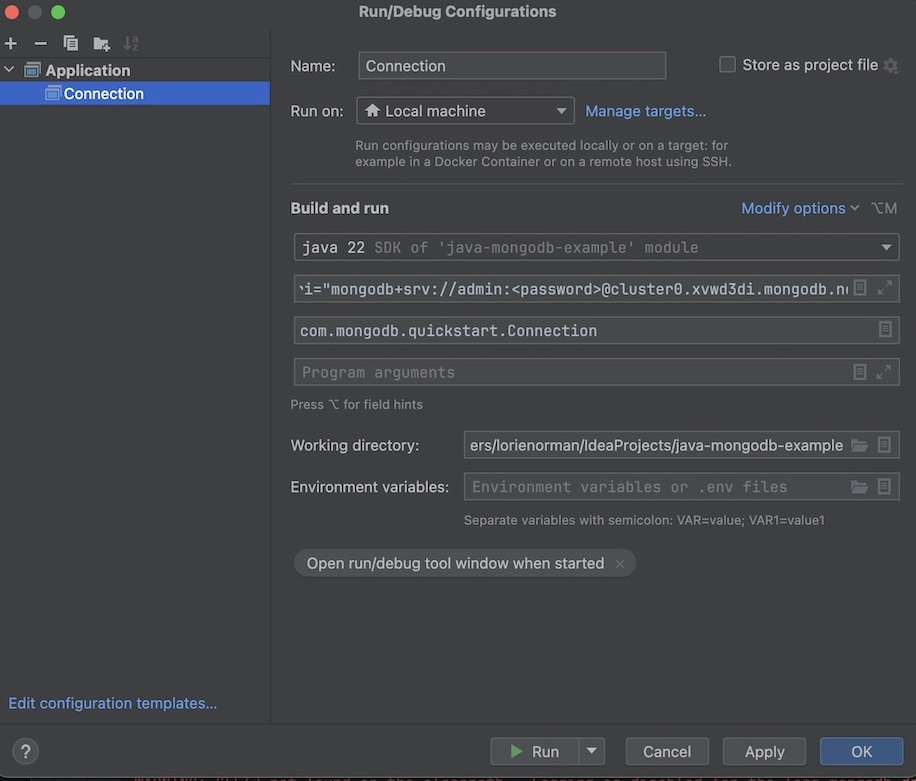 Run/Debug Configurations
Application
Connection
Name: Connection Store as project file
Run on: Local machine Manage targets...
Run configurations may be executed locally or on a target: for
example in a Docker Container or on a remote host using SSH.
Build and run Modify options ⌥M
java 22 SDK of 'java-mongodb-example' module
i="mongodb+srv://admin:<password>@cluster0.xvwd3di.mongodb.n
com.mongodb.quickstart.Connection
Program arguments
Press ⌥ for field hints
Working directory: ers/lorienorman/IdeaProjects/java-mongodb-example
Environment variables: Environment variables or .env files
Separate variables with semicolon: VAR=value; VAR1=value1
Open run/debug tool window when started
Edit configuration templates...
? Run Cancel Apply OK